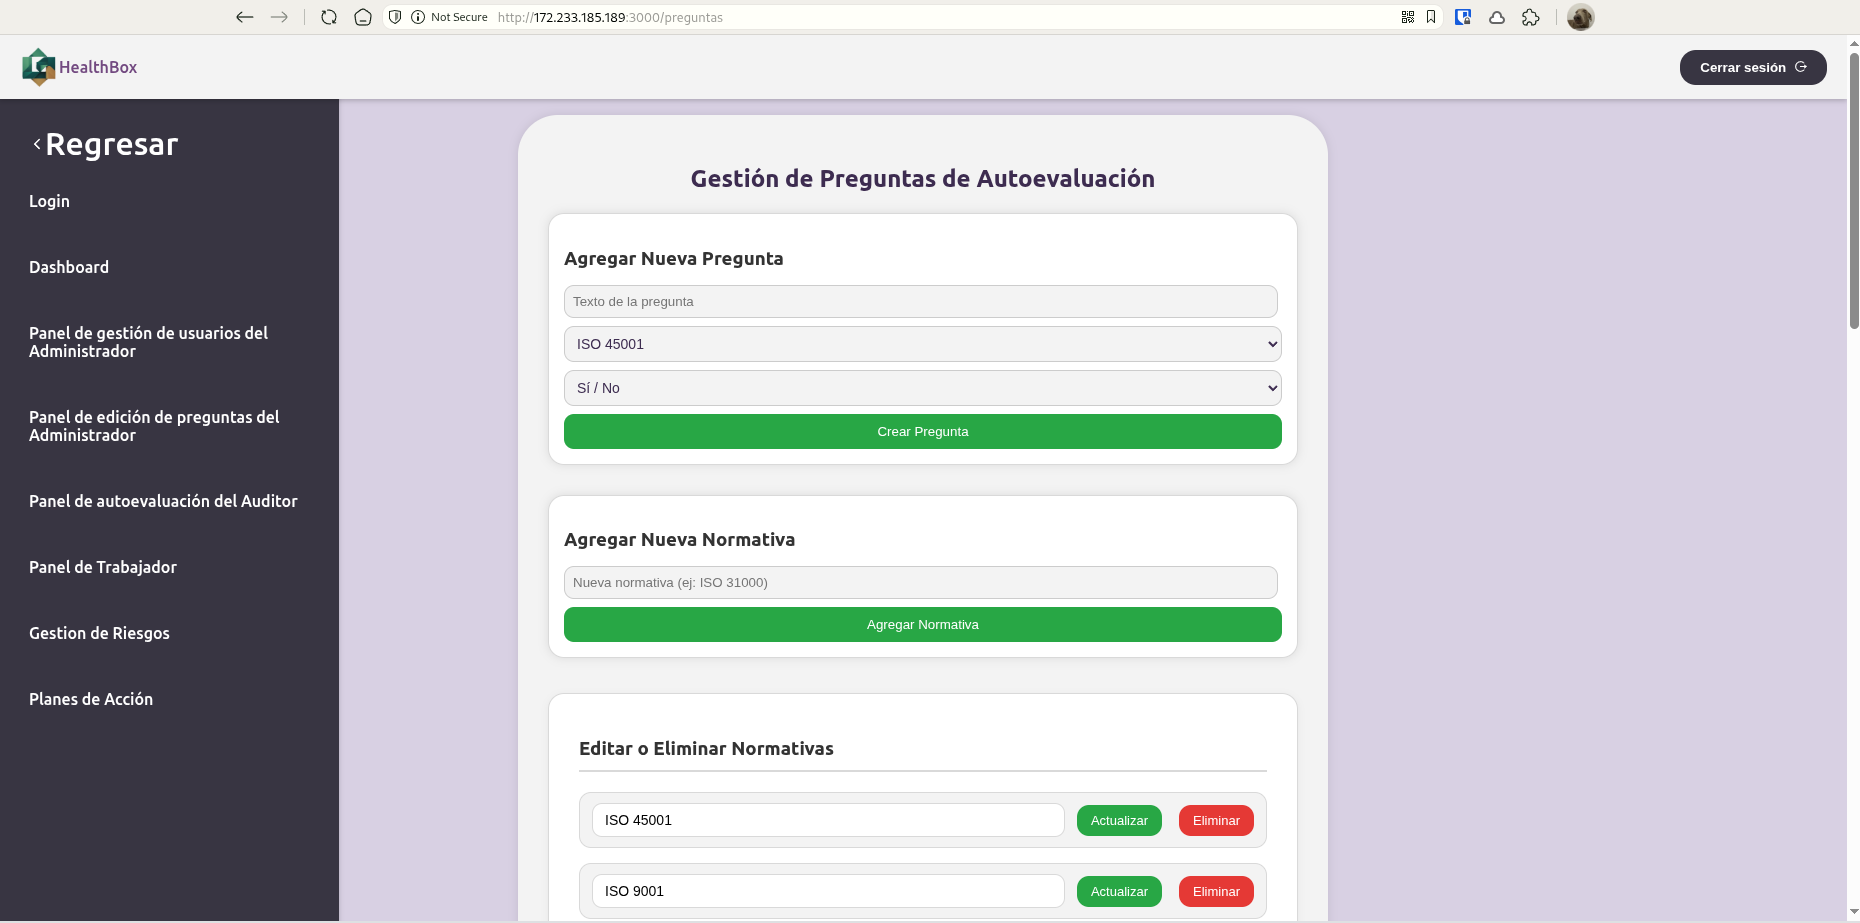 Not Secure http://172.233.185.189:3000/preguntas
HealthBox
Cerrar sesión
Regresar
Login
Dashboard
Panel de gestión de usuarios del
Administrador
Panel de edición de preguntas del
Administrador
Panel de autoevaluación del Auditor
Panel de Trabajador
Gestion de Riesgos
Planes de Acción
Gestión de Preguntas de Autoevaluación
Agregar Nueva Pregunta
Texto de la pregunta
ISO 45001
Sí / No
Crear Pregunta
Agregar Nueva Normativa
Nueva normativa (ej: ISO 31000)
Agregar Normativa
Editar o Eliminar Normativas
ISO 45001 Actualizar Eliminar
ISO 9001 Actualizar Eliminar